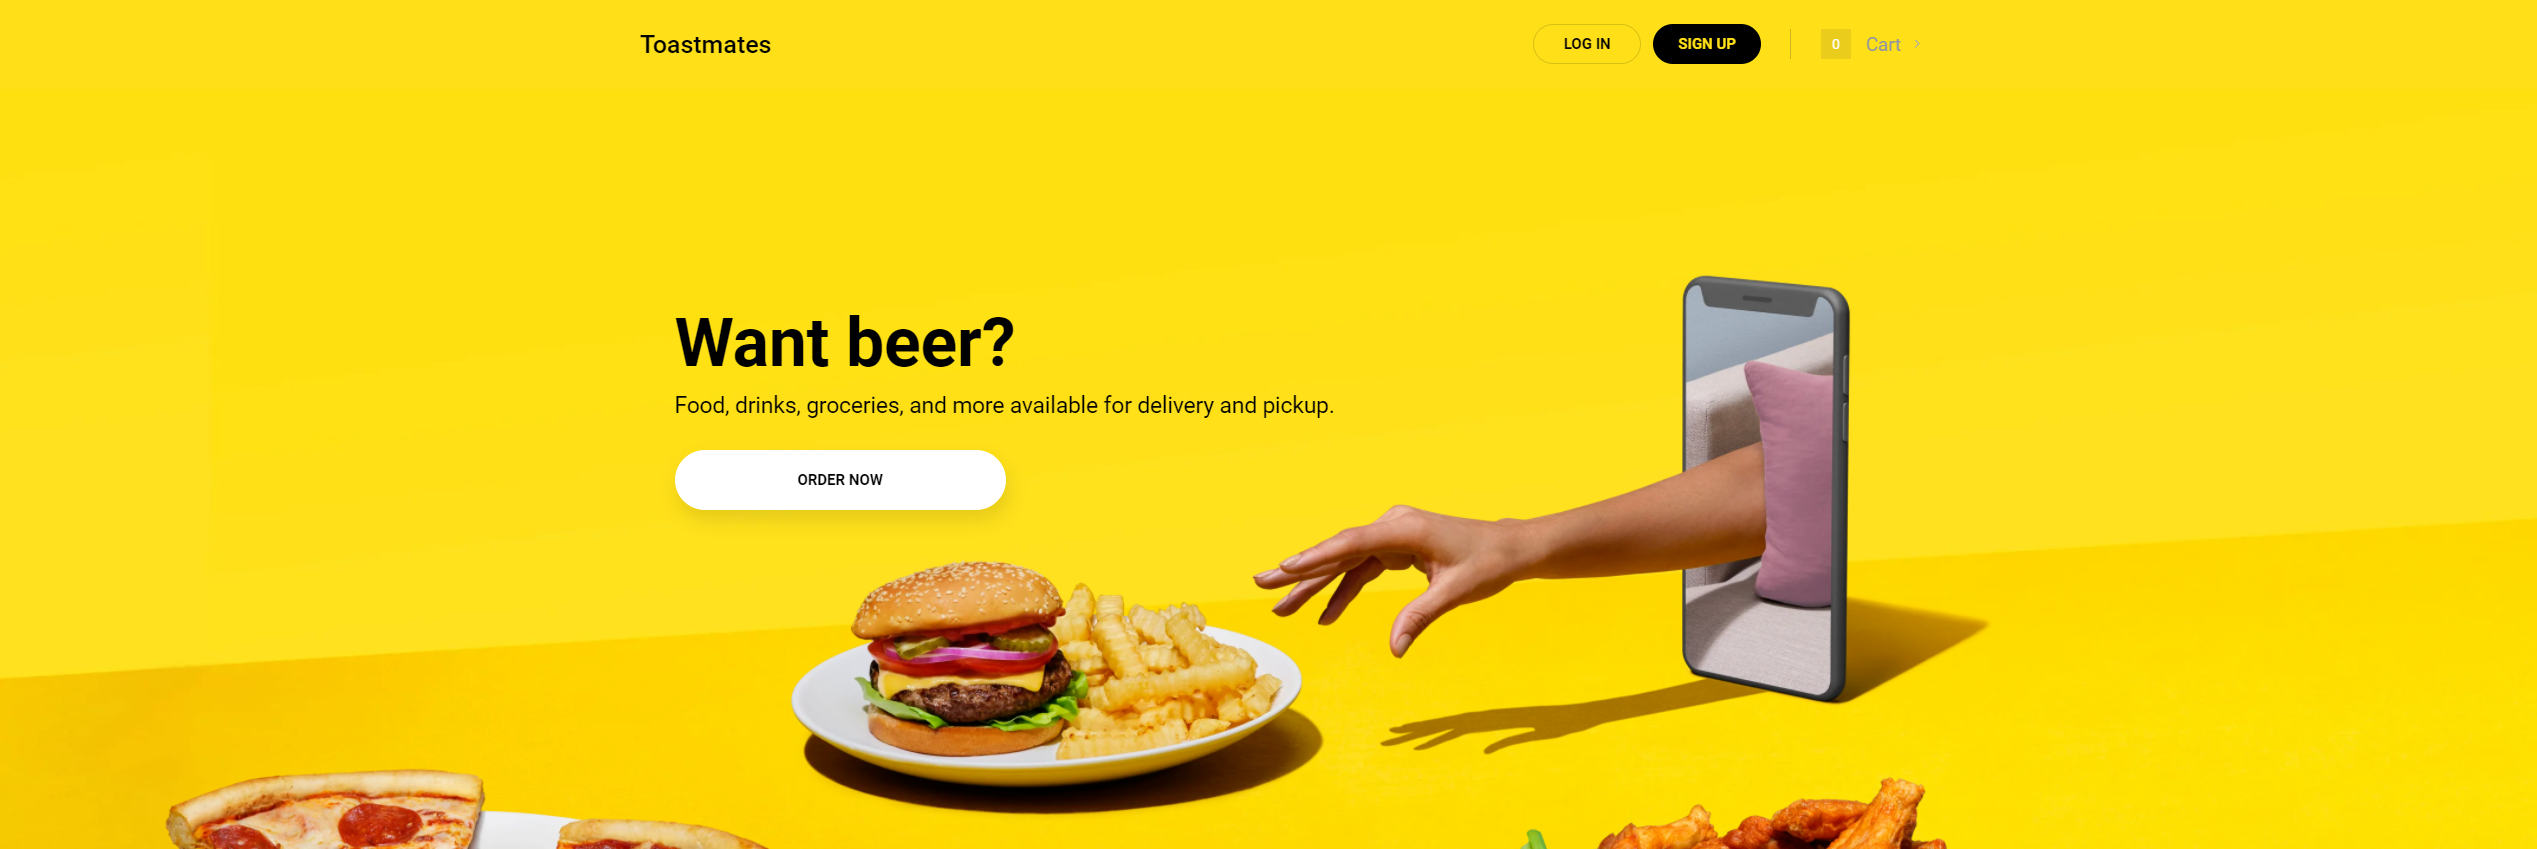 Toastmates
LOG IN
SIGN UP
0
Cart
Want beer?
Food, drinks, groceries, and more available for delivery and pickup.
ORDER NOW